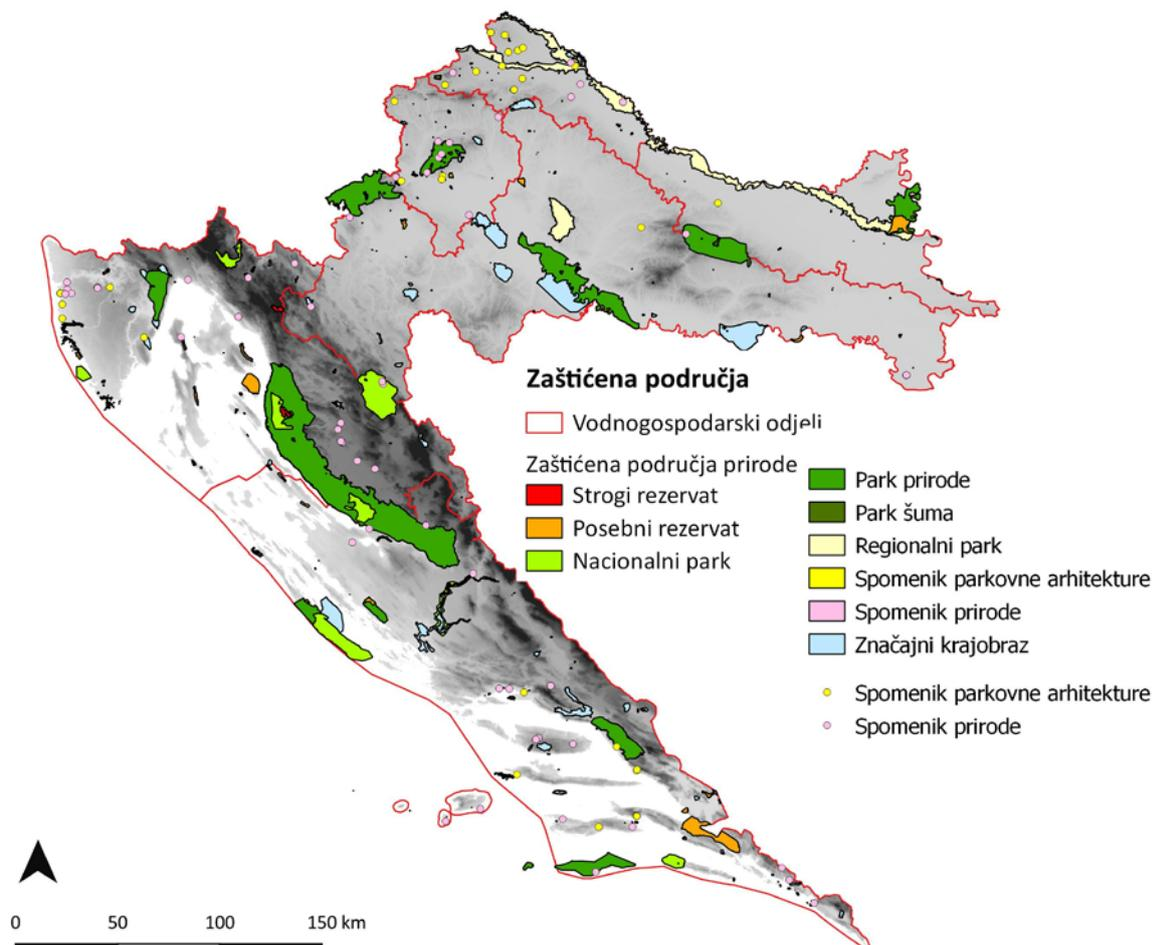 Zaštićena područja
Vodnogospodarski odjeli
Zaštićena područja prirode
Strogi rezervat
Posebni rezervat
Nacionalni park
Park prirode
Park šuma
Regionalni park
Spomenik parkovne arhitekture
Spomenik prirode
Značajni krajobraz
Spomenik parkovne arhitekture
Spomenik prirode
0 50 100 150 km